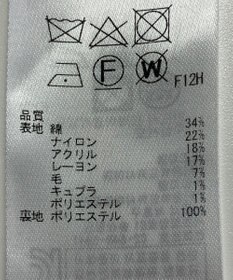 F
W
F12H
品質
表地 綿 34%
ナイロン 22%
アクリル 18%
レーヨン 17%
毛 7%
キュプラ 1%
ポリエステル 1%
裏地 ポリエステル 100%